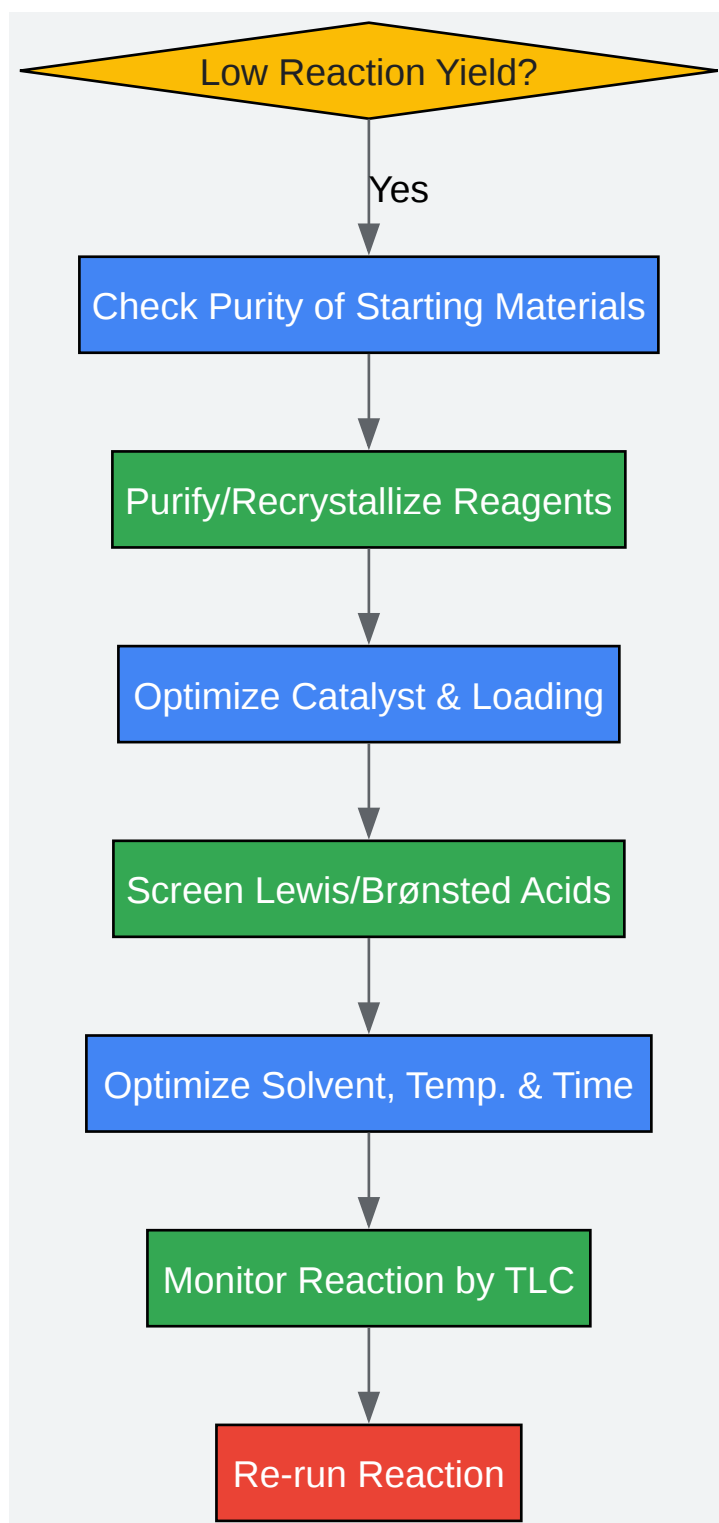 Low Reaction Yield?
Yes
Check Purity of Starting Materials
Purify/Recrystallize Reagents
Optimize Catalyst & Loading
Screen Lewis/Brønsted Acids
Optimize Solvent, Temp. & Time
Monitor Reaction by TLC
Re-run Reaction